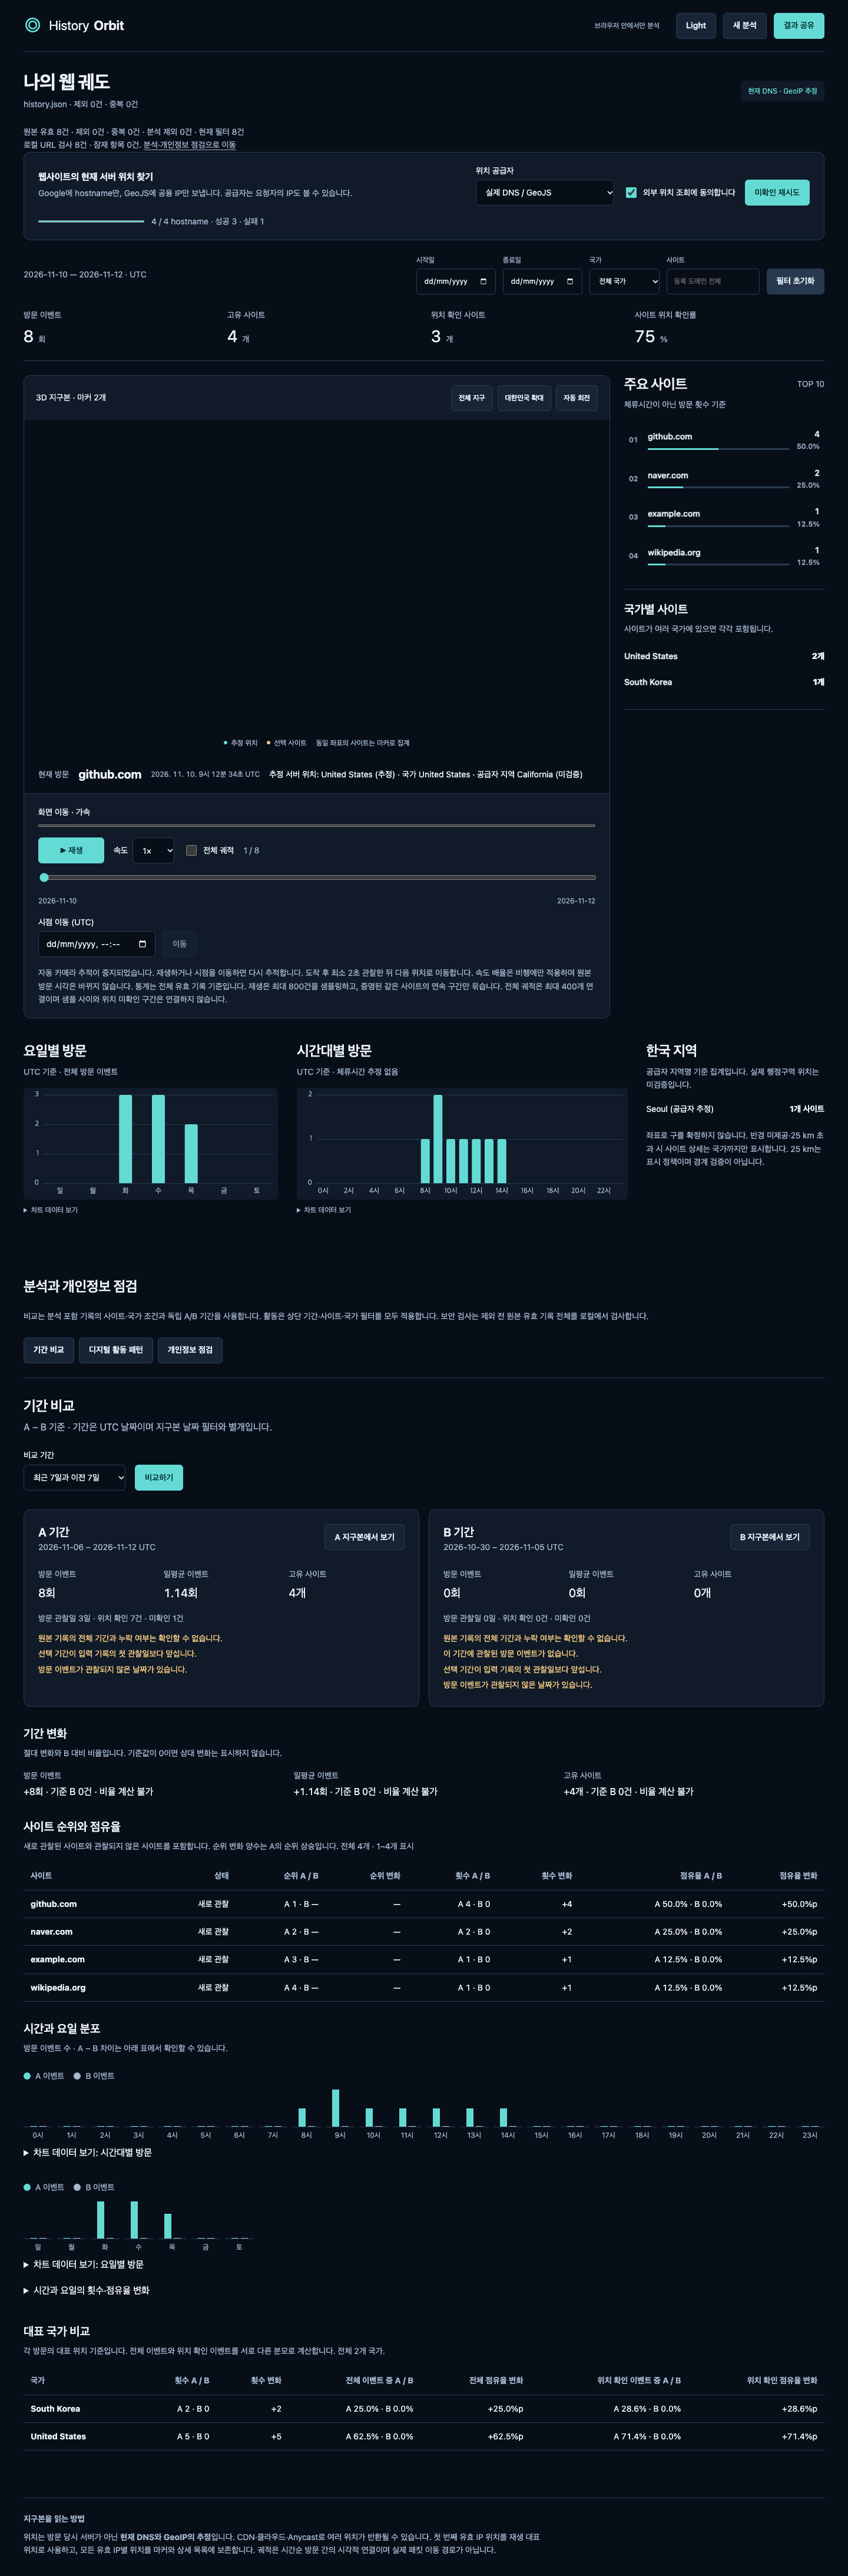 History Orbit
브라우저 안에서만 분석
Light
새 분석
결과 공유
나의 웹 궤도
history.json · 제외 0건 · 중복 0건
현재 DNS · GeoIP 추정
원본 유효 8건 · 제외 0건 · 중복 0건 · 분석 제외 0건 · 현재 필터 8건
로컬 URL 검사 8건 · 잠재 항목 0건. 분석·개인정보 점검으로 이동
웹사이트의 현재 서버 위치 찾기
Google에 hostname만, GeoJS에 공용 IP만 보냅니다. 공급자는 요청자의 IP도 볼 수 있습니다.
위치 공급자
실제 DNS / GeoJS
외부 위치 조회에 동의합니다
미확인 재시도
4 / 4 hostname · 성공 3 · 실패 1
2026-11-10 — 2026-11-12 · UTC
시작일
dd/mm/yyyy
종료일
dd/mm/yyyy
국가
전체 국가
사이트
등록 도메인 전체
필터 초기화
방문 이벤트
8 회
고유 사이트
4 개
위치 확인 사이트
3 개
사이트 위치 확인률
75 %
3D 지구본 · 마커 2개
전체 지구
대한민국 확대
자동 회전
추정 위치
선택 사이트
동일 좌표의 사이트는 마커로 집계
현재 방문 github.com 2026. 11. 10. 9시 12분 34초 UTC 추정 서버 위치: United States (추정) · 국가 United States · 공급자 지역 California (미검증)
화면 이동 · 가속
▶ 재생
속도
1×
전체 궤적
1 / 8
2026-11-10
2026-11-12
시점 이동 (UTC)
dd/mm/yyyy, --:--
이동
자동 카메라 추적이 중지되었습니다. 재생하거나 시점을 이동하면 다시 추적합니다. 도착 후 최소 2초 관찰한 뒤 다음 위치로 이동합니다. 속도 배율은 비행에만 적용하며 원본
방문 시각은 바뀌지 않습니다. 통계는 전체 유효 기록 기준입니다. 재생은 최대 800건을 샘플링하고, 증명된 같은 사이트의 연속 구간만 묶습니다. 전체 궤적은 최대 400개 연
결이며 샘플 사이와 위치 미확인 구간은 연결하지 않습니다.
주요 사이트
TOP 10
체류시간이 아닌 방문 횟수 기준
01 github.com 4
50.0%
02 naver.com 2
25.0%
03 example.com 1
12.5%
04 wikipedia.org 1
12.5%
국가별 사이트
사이트가 여러 국가에 있으면 각각 포함됩니다.
United States 2개
South Korea 1개
요일별 방문
UTC 기준 · 전체 방문 이벤트
3
2
1
0
일 월 화 수 목 금 토
▶ 차트 데이터 보기
시간대별 방문
UTC 기준 · 체류시간 추정 없음
2
1
0
0시 2시 4시 6시 8시 10시 12시 14시 16시 18시 20시 22시
▶ 차트 데이터 보기
한국 지역
공급자 지역명 기준 집계입니다. 실제 행정구역 위치는
미검증입니다.
Seoul (공급자 추정) 1개 사이트
좌표로 구를 확정하지 않습니다. 반경 미제공·25 km 초
과 시 사이트 상세는 국가까지만 표시합니다. 25 km는
표시 정책이며 경계 검증이 아닙니다.
분석과 개인정보 점검
비교는 분석 포함 기록의 사이트·국가 조건과 독립 A/B 기간을 사용합니다. 활동은 상단 기간·사이트·국가 필터를 모두 적용합니다. 보안 검사는 제외 전 원본 유효 기록 전체를 로컬에서 검사합니다.
기간 비교
디지털 활동 패턴
개인정보 점검
기간 비교
A − B 기준 · 기간은 UTC 날짜이며 지구본 날짜 필터와 별개입니다.
비교 기간
최근 7일과 이전 7일
비교하기
A 기간
2026-11-06 – 2026-11-12 UTC
A 지구본에서 보기
방문 이벤트 일평균 이벤트 고유 사이트
8회 1.14회 4개
방문 관찰일 3일 · 위치 확인 7건 · 미확인 1건
원본 기록의 전체 기간과 누락 여부는 확인할 수 없습니다.
선택 기간이 입력 기록의 첫 관찰일보다 앞섭니다.
방문 이벤트가 관찰되지 않은 날짜가 있습니다.
B 기간
2026-10-30 – 2026-11-05 UTC
B 지구본에서 보기
방문 이벤트 일평균 이벤트 고유 사이트
0회 0회 0개
방문 관찰일 0일 · 위치 확인 0건 · 미확인 0건
원본 기록의 전체 기간과 누락 여부는 확인할 수 없습니다.
이 기간에 관찰된 방문 이벤트가 없습니다.
선택 기간이 입력 기록의 첫 관찰일보다 앞섭니다.
방문 이벤트가 관찰되지 않은 날짜가 있습니다.
기간 변화
절대 변화와 B 대비 비율입니다. 기준값이 0이면 상대 변화는 표시하지 않습니다.
방문 이벤트 일평균 이벤트 고유 사이트
+8회 · 기준 B 0건 · 비율 계산 불가 +1.14회 · 기준 B 0건 · 비율 계산 불가 +4개 · 기준 B 0건 · 비율 계산 불가
사이트 순위와 점유율
새로 관찰된 사이트와 관찰되지 않은 사이트를 포함합니다. 순위 변화 양수는 A의 순위 상승입니다. 전체 4개 · 1–4개 표시
사이트 상태 순위 A / B 순위 변화 횟수 A / B 횟수 변화 점유율 A / B 점유율 변화
github.com 새로 관찰 A 1 · B — — A 4 · B 0 +4 A 50.0% · B 0.0% +50.0%p
naver.com 새로 관찰 A 2 · B — — A 2 · B 0 +2 A 25.0% · B 0.0% +25.0%p
example.com 새로 관찰 A 3 · B — — A 1 · B 0 +1 A 12.5% · B 0.0% +12.5%p
wikipedia.org 새로 관찰 A 4 · B — — A 1 · B 0 +1 A 12.5% · B 0.0% +12.5%p
시간과 요일 분포
방문 이벤트 수 · A − B 차이는 아래 표에서 확인할 수 있습니다.
A 이벤트 B 이벤트
0시 1시 2시 3시 4시 5시 6시 7시 8시 9시 10시 11시 12시 13시 14시 15시 16시 17시 18시 19시 20시 21시 22시 23시
▶ 차트 데이터 보기: 시간대별 방문
A 이벤트 B 이벤트
일 월 화 수 목 금 토
▶ 차트 데이터 보기: 요일별 방문
▶ 시간과 요일의 횟수·점유율 변화
대표 국가 비교
각 방문의 대표 위치 기준입니다. 전체 이벤트와 위치 확인 이벤트를 서로 다른 분모로 계산합니다. 전체 2개 국가.
국가 횟수 A / B 횟수 변화 전체 이벤트 중 A / B 전체 점유율 변화 위치 확인 이벤트 중 A / B 위치 확인 점유율 변화
South Korea A 2 · B 0 +2 A 25.0% · B 0.0% +25.0%p A 28.6% · B 0.0% +28.6%p
United States A 5 · B 0 +5 A 62.5% · B 0.0% +62.5%p A 71.4% · B 0.0% +71.4%p
지구본을 읽는 방법
위치는 방문 당시 서버가 아닌 현재 DNS와 GeoIP의 추정입니다. CDN·클라우드·Anycast로 여러 위치가 반환될 수 있습니다. 첫 번째 유효 IP 위치를 재생 대표
위치로 사용하고, 모든 유효 IP별 위치를 마커와 상세 목록에 보존합니다. 궤적은 시간순 방문 간의 시각적 연결이며 실제 패킷 이동 경로가 아닙니다.